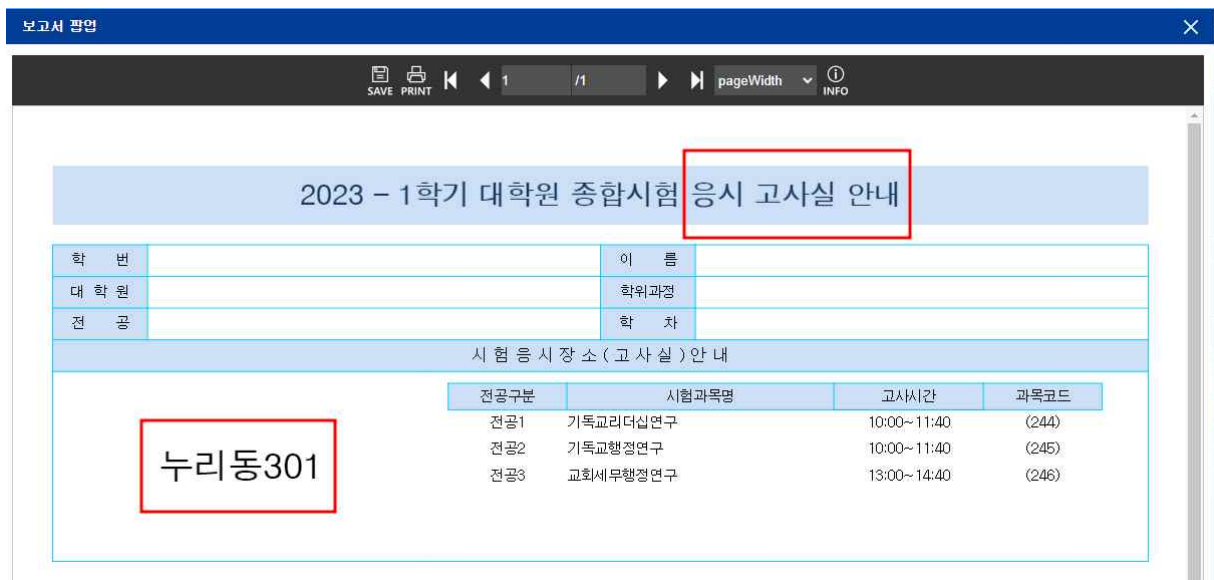 보고서 팝업
SAVE PRINT 1 /1 pageWidth INFO
2023 - 1학기 대학원 종합시험 응시 고사실 안내
학 번 이 름
대 학 원 학위과정
전 공 학 차
시 험 응 시 장 소 ( 고 사 실 ) 안 내
전공구분 시험과목명 고사시간 과목코드
전공1 기독교리더십연구 10:00~11:40 (244)
전공2 기독교행정연구 10:00~11:40 (245)
누리동301
전공3 교회세무행정연구 13:00~14:40 (246)